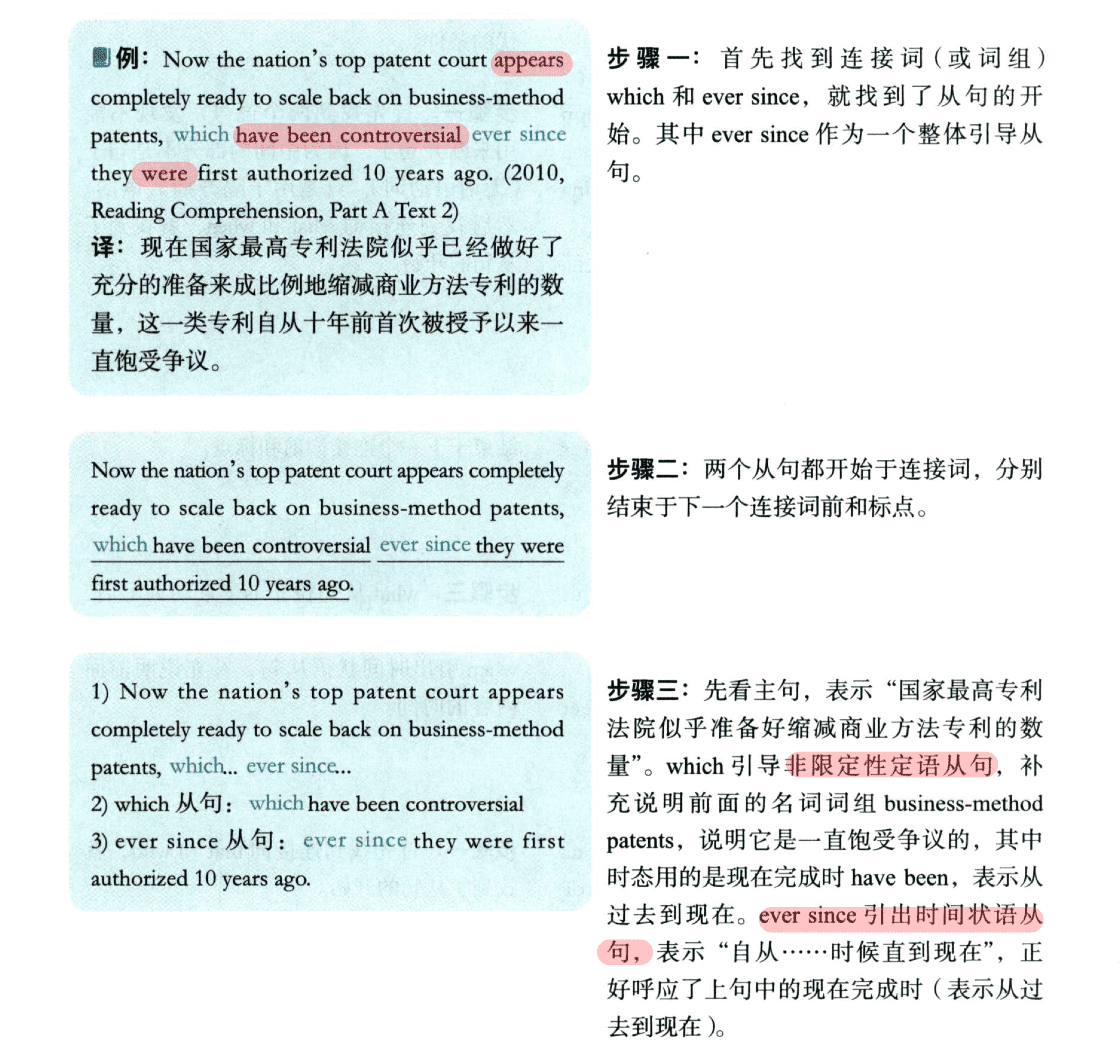 例：Now the nation's top patent court appears
completely ready to scale back on business-method
patents, which have been controversial ever since
they were first authorized 10 years ago. (2010,
Reading Comprehension, Part A Text 2)
译：现在国家最高专利法院似乎已经做好了
充分的准备来成比例地缩减商业方法专利的数
量，这一类专利自从十年前首次被授予以来一
直饱受争议。
步骤一：首先找到连接词（或词组）
which 和 ever since，就找到了从句的开
始。其中 ever since 作为一个整体引导从
句。
Now the nation's top patent court appears completely
ready to scale back on business-method patents,
which have been controversial ever since they were
first authorized 10 years ago.
步骤二：两个从句都开始于连接词，分别
结束于下一个连接词前和标点。
1) Now the nation's top patent court appears
completely ready to scale back on business-method
patents, which... ever since...
2) which 从句：which have been controversial
3) ever since 从句：ever since they were first
authorized 10 years ago.
步骤三：先看主句，表示“国家最高专利
法院似乎准备好缩减商业方法专利的数
量”。which 引导非限定性定语从句，补
充说明前面的名词词组 business-method
patents，说明它是一直饱受争议的，其中
时态用的是现在完成时 have been，表示从
过去到现在。ever since 引出时间状语从
句，表示“自从……时候直到现在”，正
好呼应了上句中的现在完成时（表示从过
去到现在）。